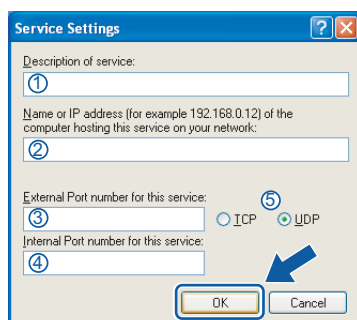 Service Settings
Description of service:
①
Name or IP address (for example 192.168.0.12) of the
computer hosting this service on your network:
②
External Port number for this service: ⑤
③ TCP UDP
Internal Port number for this service:
④
OK Cancel